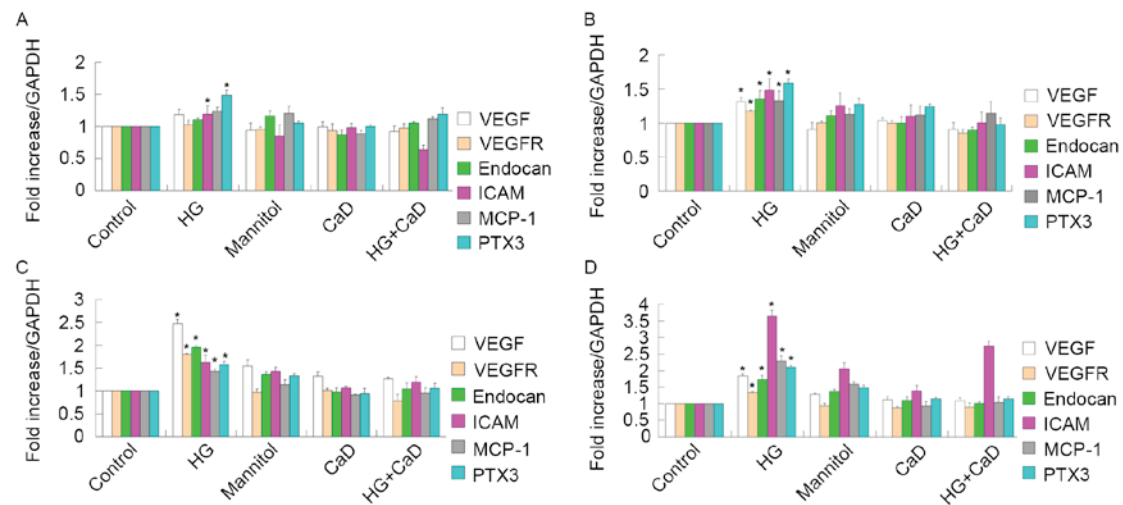 A
Fold increase/GAPDH
2
1.5
1
0.5
0
*
*
Control
HG
Mannitol
CaD
HG+CaD
VEGF
VEGFR
Endocan
ICAM
MCP-1
PTX3
B
Fold increase/GAPDH
2
1.5
1
0.5
0
* * * * * *
Control
HG
Mannitol
CaD
HG+CaD
VEGF
VEGFR
Endocan
ICAM
MCP-1
PTX3
C
Fold increase/GAPDH
3
2.5
2
1.5
1
0.5
0
* * * * * *
Control
HG
Mannitol
CaD
HG+CaD
VEGF
VEGFR
Endocan
ICAM
MCP-1
PTX3
D
Fold increase/GAPDH
4
3.5
3
2.5
2
1.5
1
0.5
0
* * * * * *
Control
HG
Mannitol
CaD
HG+CaD
VEGF
VEGFR
Endocan
ICAM
MCP-1
PTX3